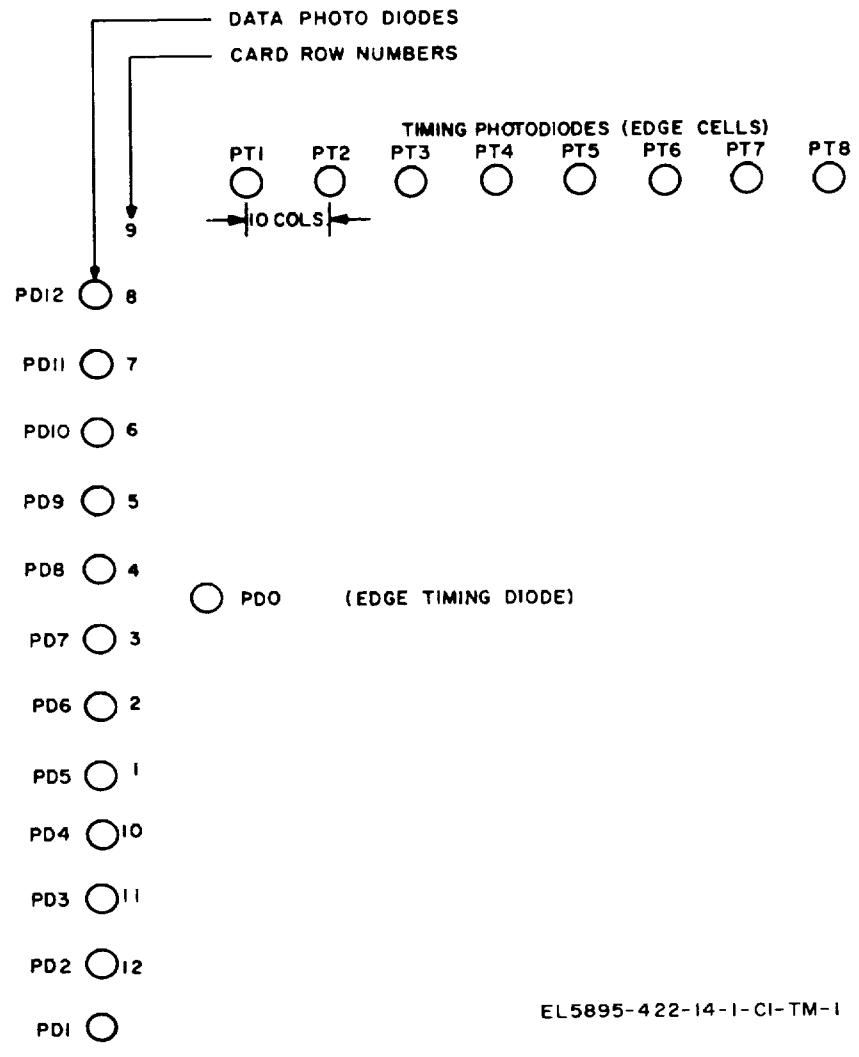 DATA PHOTO DIODES
CARD ROW NUMBERS
TIMING PHOTODIODES (EDGE CELLS)
PT1 PT2 PT3 PT4 PT5 PT6 PT7 PT8
10 COLS.
9
PD12 8
PD11 7
PD10 6
PD9 5
PD8 4
PD0 (EDGE TIMING DIODE)
PD7 3
PD6 2
PD5 1
PD4 10
PD3 11
PD2 12
PD1
EL5895-422-14-1-C1-TM-1